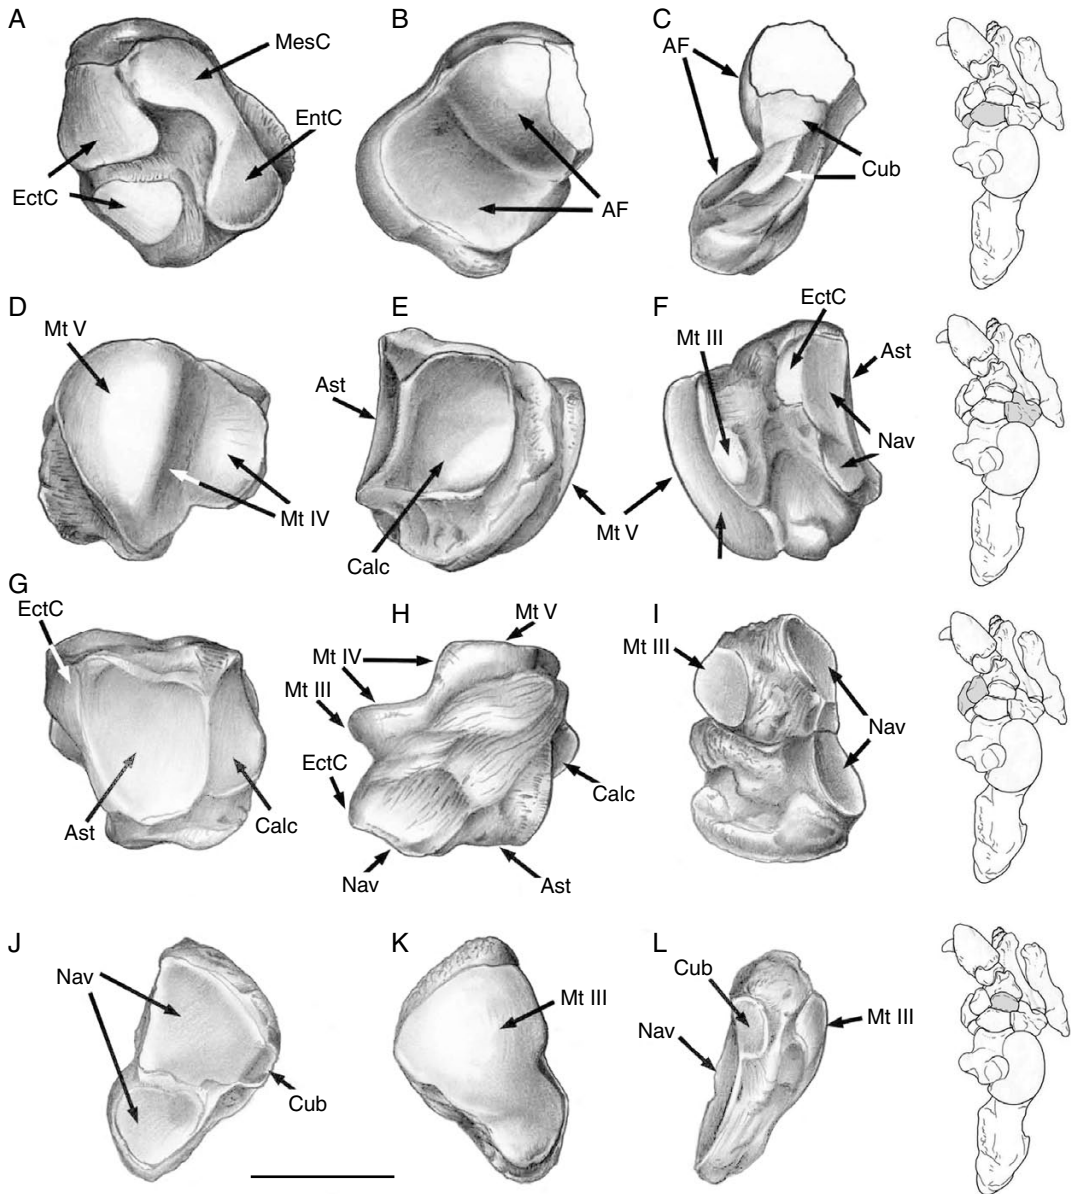 A
MesC
EntC
EctC
EctC
B
AF
C
AF
Cub
D
Mt V
Mt IV
E
Ast
Calc
Mt V
F
EctC
Mt III
Ast
Nav
G
EctC
Ast
Calc
H
Mt V
Mt IV
Mt III
EctC
Calc
Nav
Ast
I
Mt III
Nav
J
Nav
Cub
K
Mt III
L
Cub
Nav
Mt III